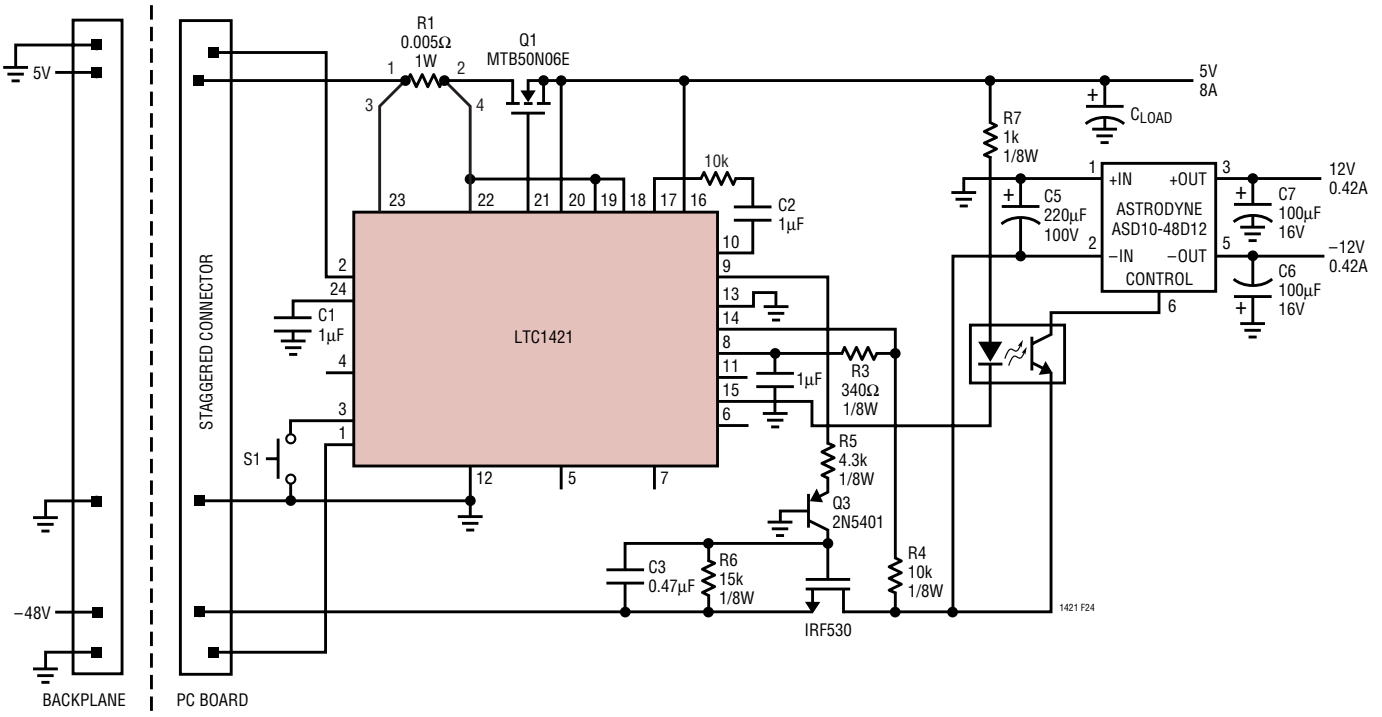 R1
0.005Ω
1W
Q1
MTB50N06E
1
2
3
4
5V
5V
8A
+
CLOAD
R7
1k
1/8W
10k
C2
1µF
23
22
21
20
19
18
17
16
10
9
13
14
8
11
15
6
2
24
4
3
1
12
5
7
LTC1421
C1
1µF
S1
1µF
R3
340Ω
1/8W
R5
4.3k
1/8W
Q3
2N5401
C3
0.47µF
R6
15k
1/8W
IRF530
R4
10k
1/8W
+
C5
220µF
100V
1
+IN
+OUT
3
ASTRODYNE
ASD10-48D12
2
–IN
–OUT
5
CONTROL
6
12V
0.42A
+
C7
100µF
16V
–12V
0.42A
C6
100µF
16V
+
STAGGERED CONNECTOR
–48V
BACKPLANE
PC BOARD
1421 F24